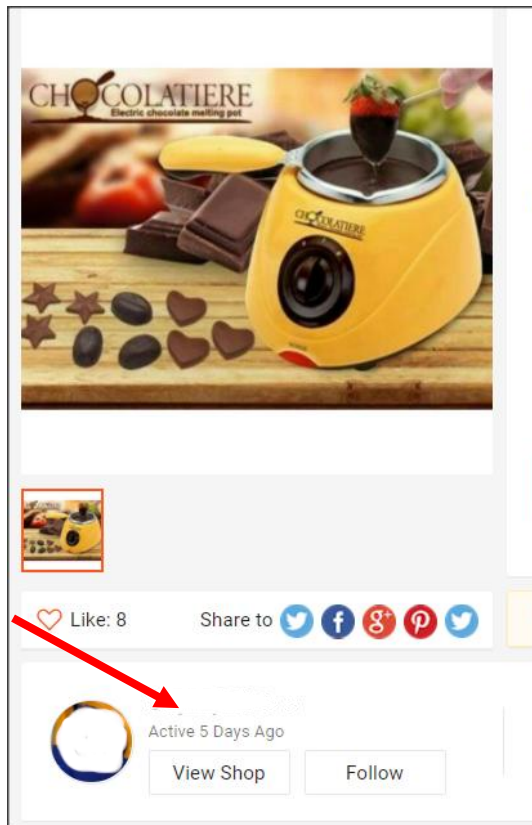 CHOCOLATIERE
Electric chocolate melting pot
CHOCOLATIERE
Like: 8
Share to
Active 5 Days Ago
View Shop
Follow